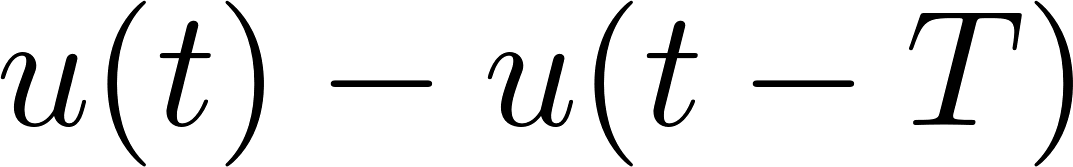 u(t) − u(t − T)